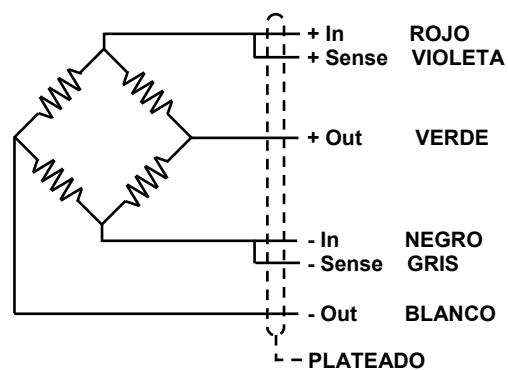 + In ROJO
+ Sense VIOLETA
+ Out VERDE
- In NEGRO
- Sense GRIS
- Out BLANCO
PLATEADO